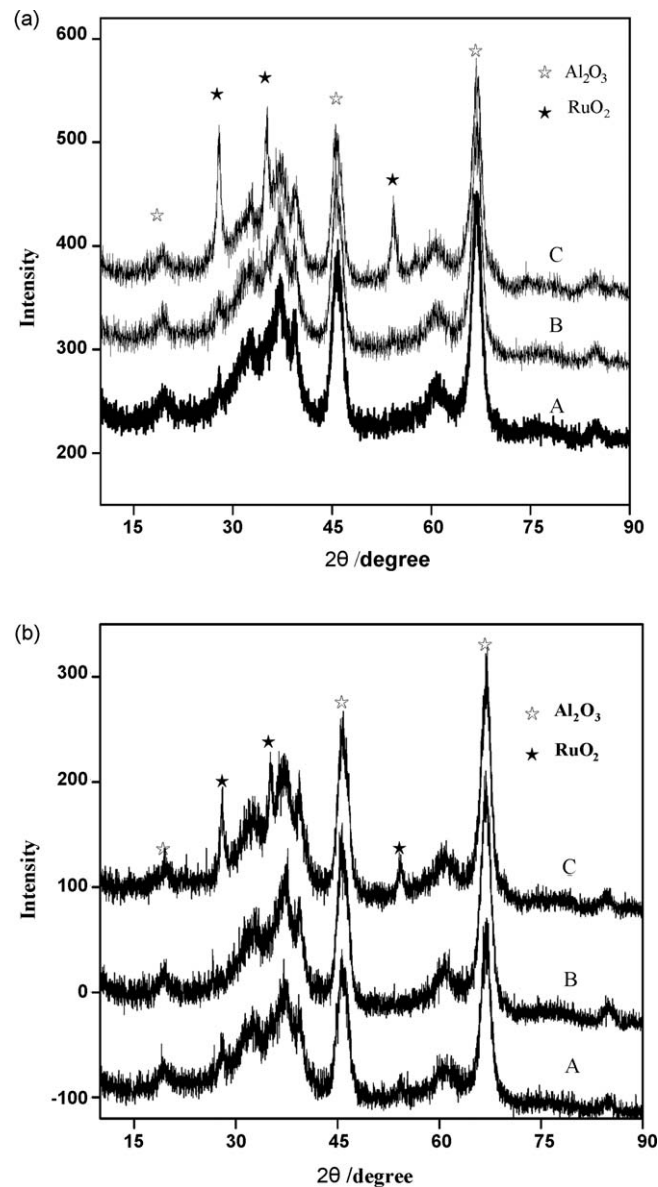 (a)
600
☆ Al₂O₃
★ RuO₂
500
400
C
B
300
A
200
Intensity
15 30 45 60 75 90
2θ /degree
(b)
300
☆ Al₂O₃
★ RuO₂
200
C
100
B
0
A
-100
Intensity
15 30 45 60 75 90
2θ /degree